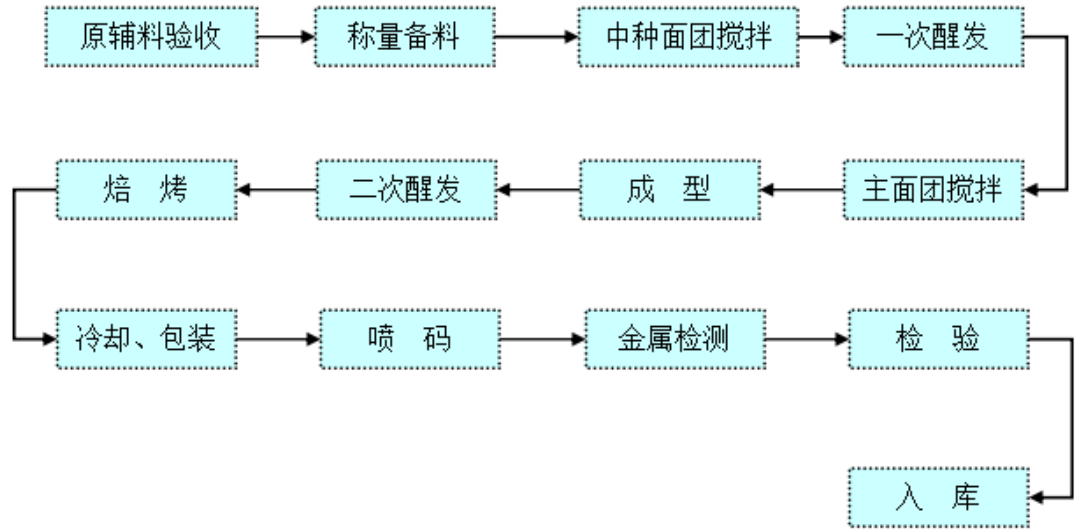 原辅料验收
称量备料
中种面团搅拌
一次醒发
主面团搅拌
成 型
二次醒发
焙 烤
冷却、包装
喷 码
金属检测
检 验
入 库